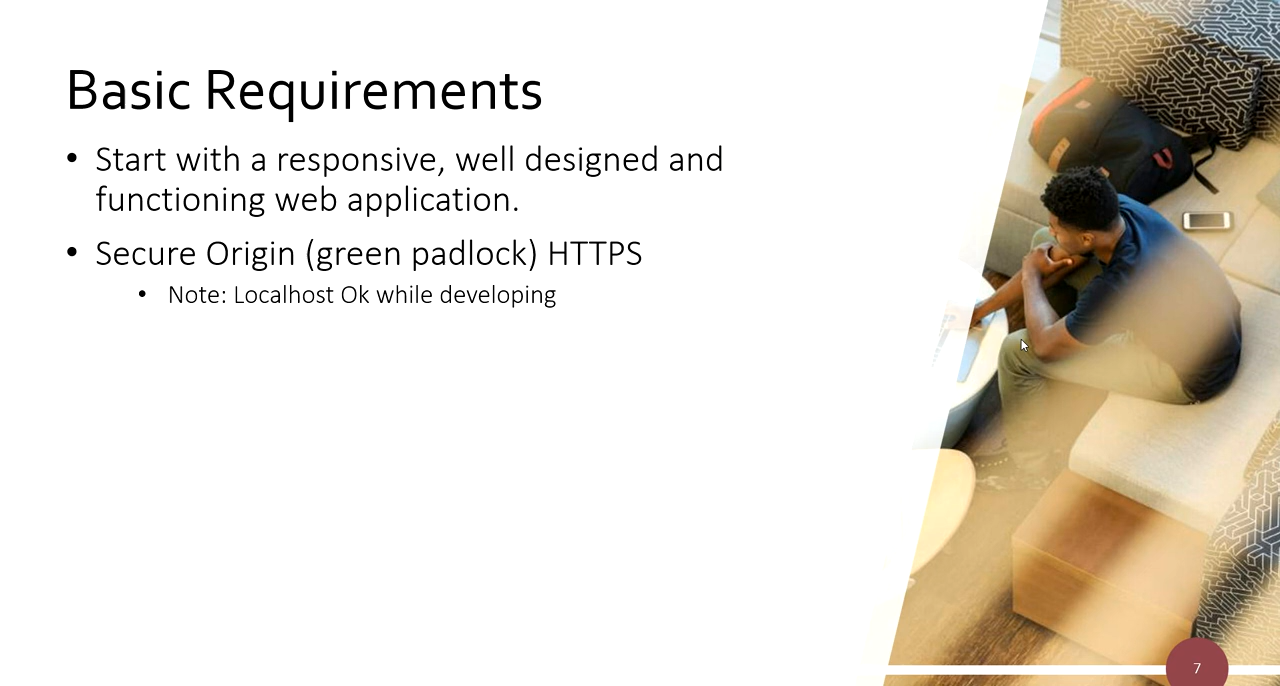 Basic Requirements
• Start with a responsive, well designed and
functioning web application.
• Secure Origin (green padlock) HTTPS
• Note: Localhost Ok while developing
7